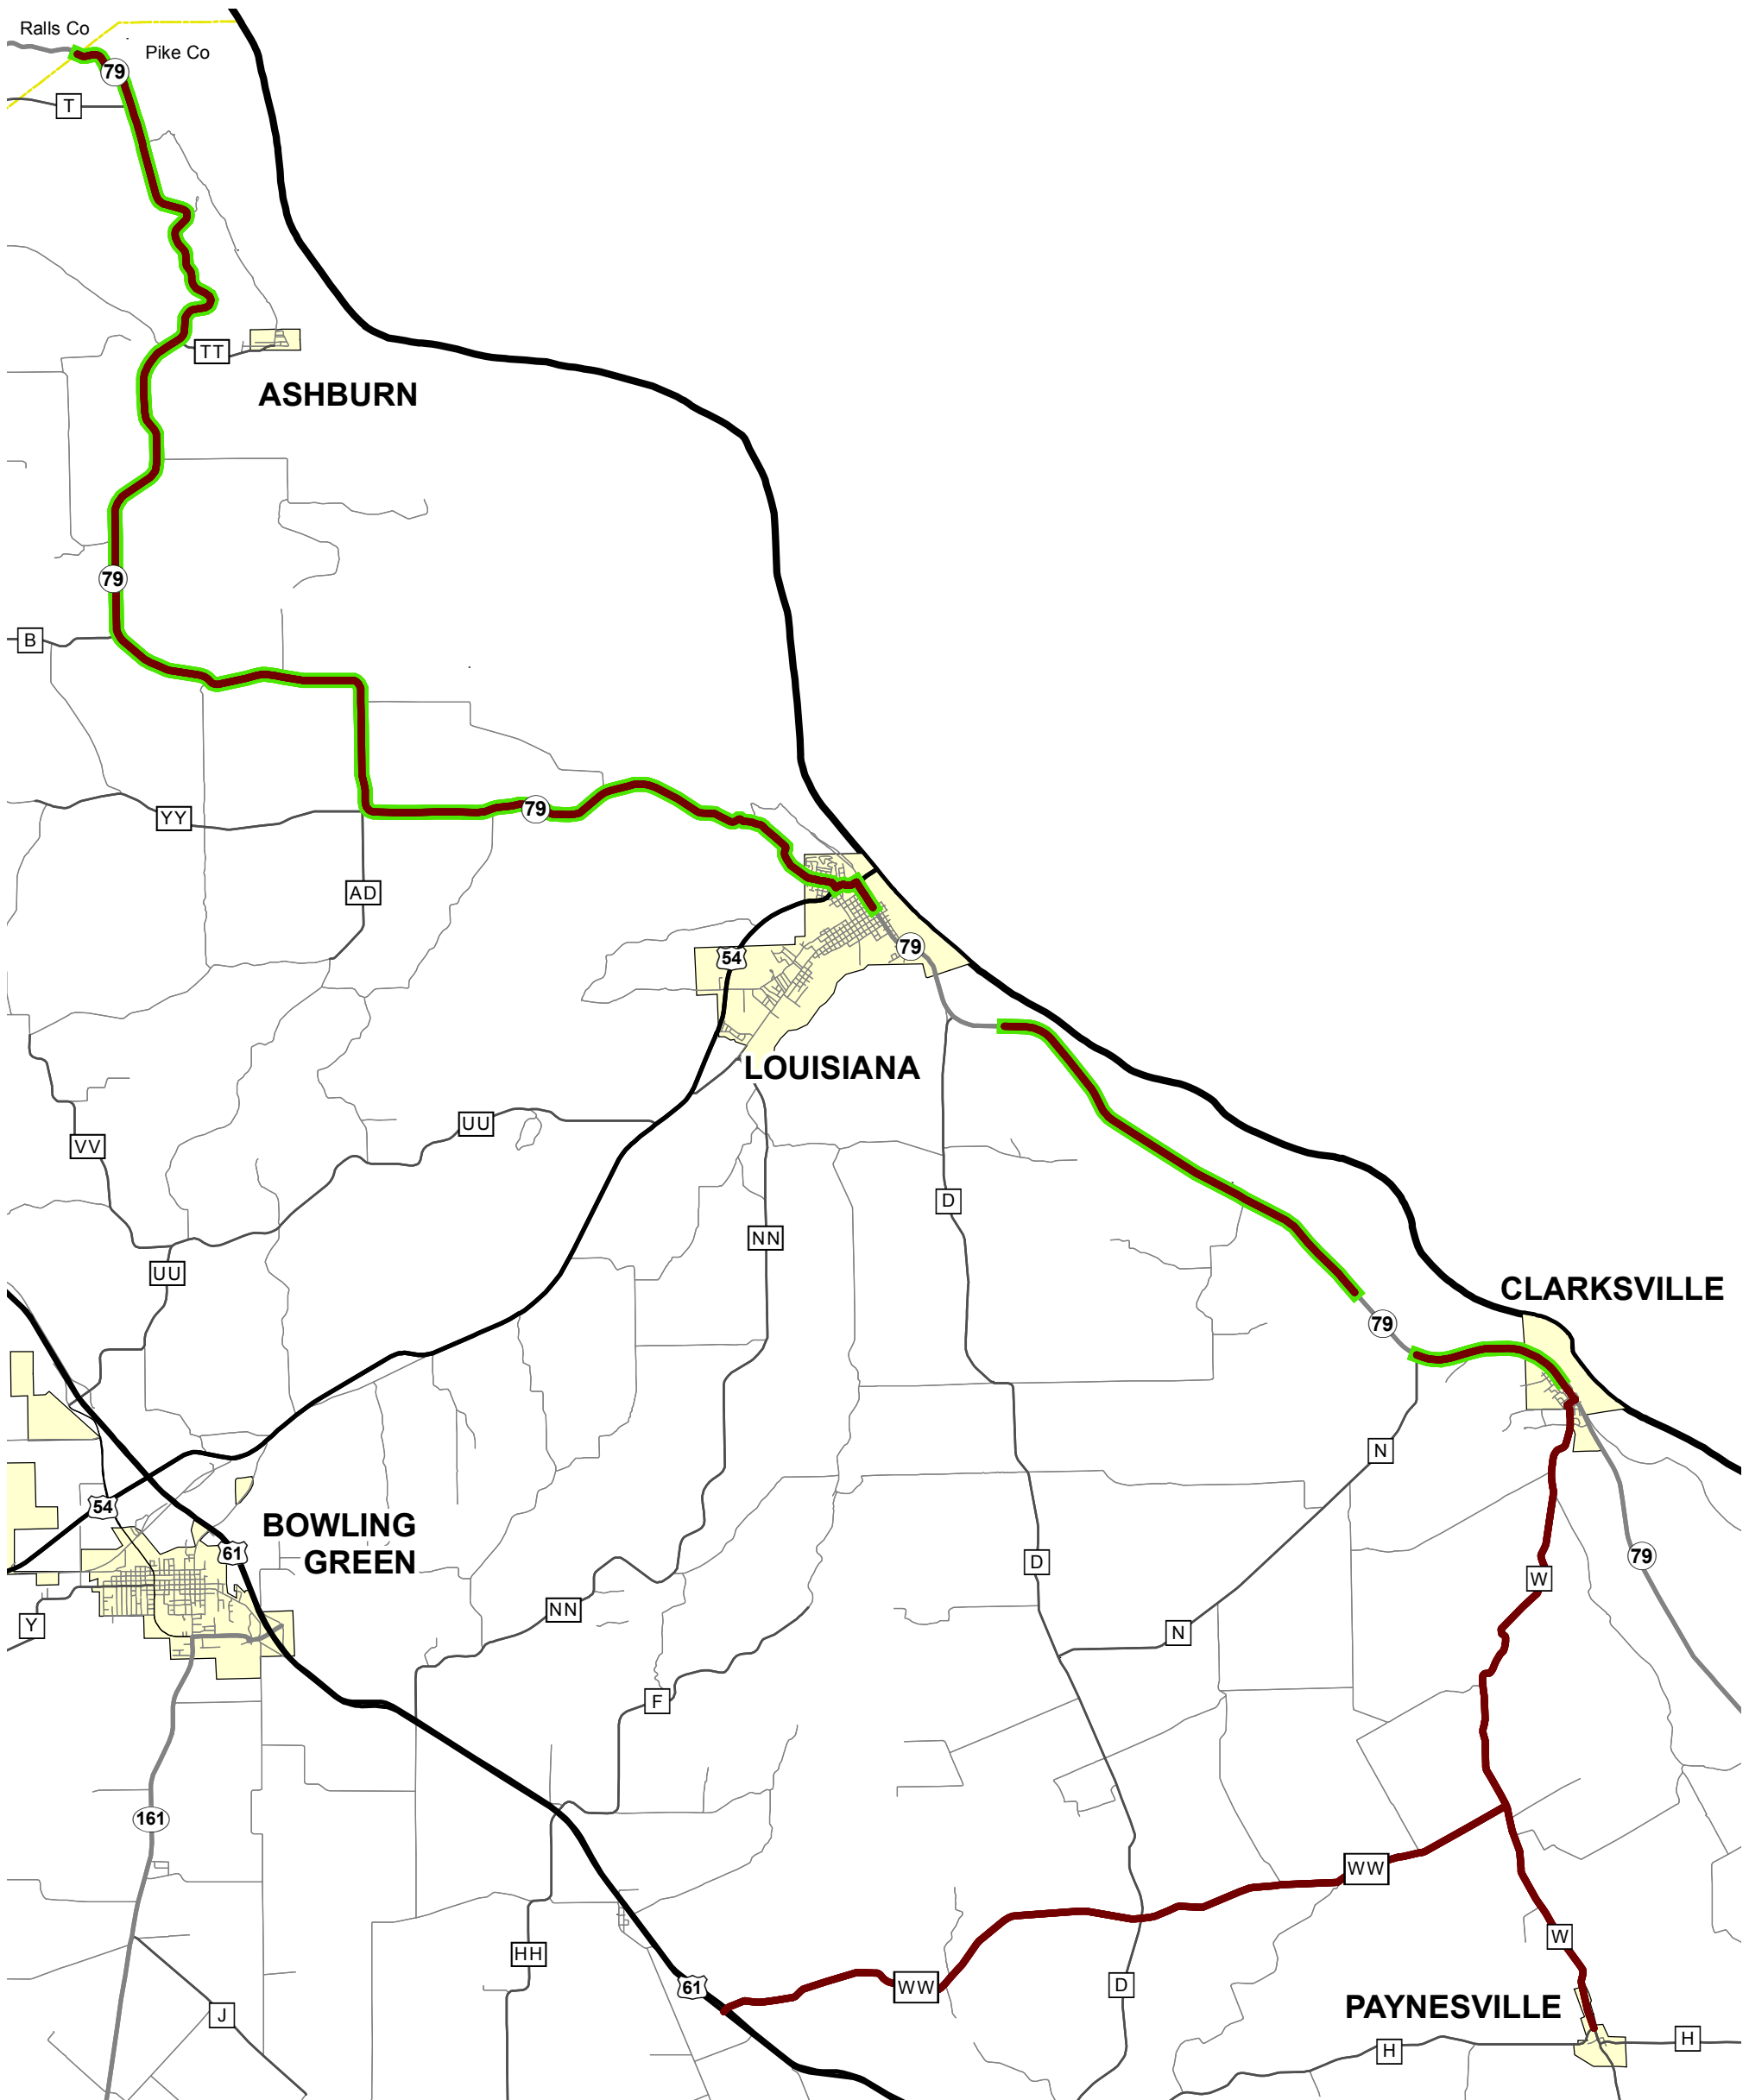 Ralls Co
Pike Co
79
T
TT
ASHBURN
79
B
YY
79
AD
79
54
LOUISIANA
UU
VV
D
NN
UU
CLARKSVILLE
79
N
54
BOWLING
GREEN
61
79
D
W
NN
Y
N
F
161
WW
W
HH
61
WW
D
J
PAYNESVILLE
H
H